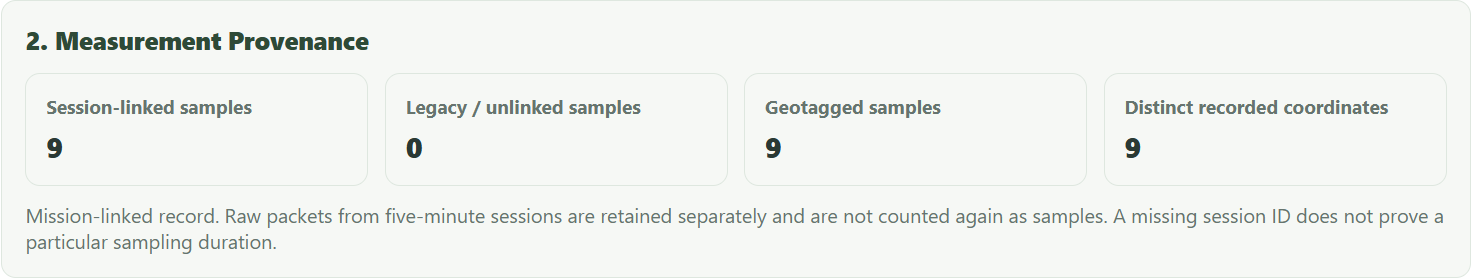 2. Measurement Provenance
Session-linked samples
9
Legacy / unlinked samples
0
Geotagged samples
9
Distinct recorded coordinates
9
Mission-linked record. Raw packets from five-minute sessions are retained separately and are not counted again as samples. A missing session ID does not prove a
particular sampling duration.